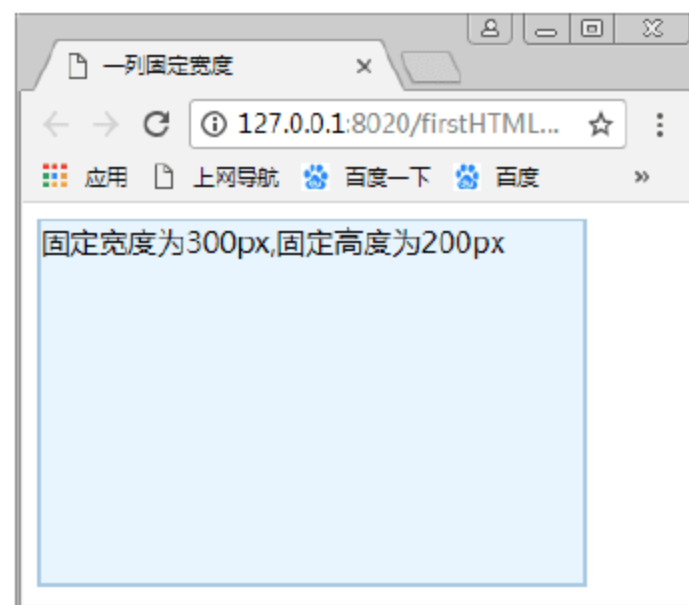 一列固定宽度
127.0.0.1:8020/firstHTML...
应用 上网导航 百度一下 百度 »
固定宽度为300px,固定高度为200px